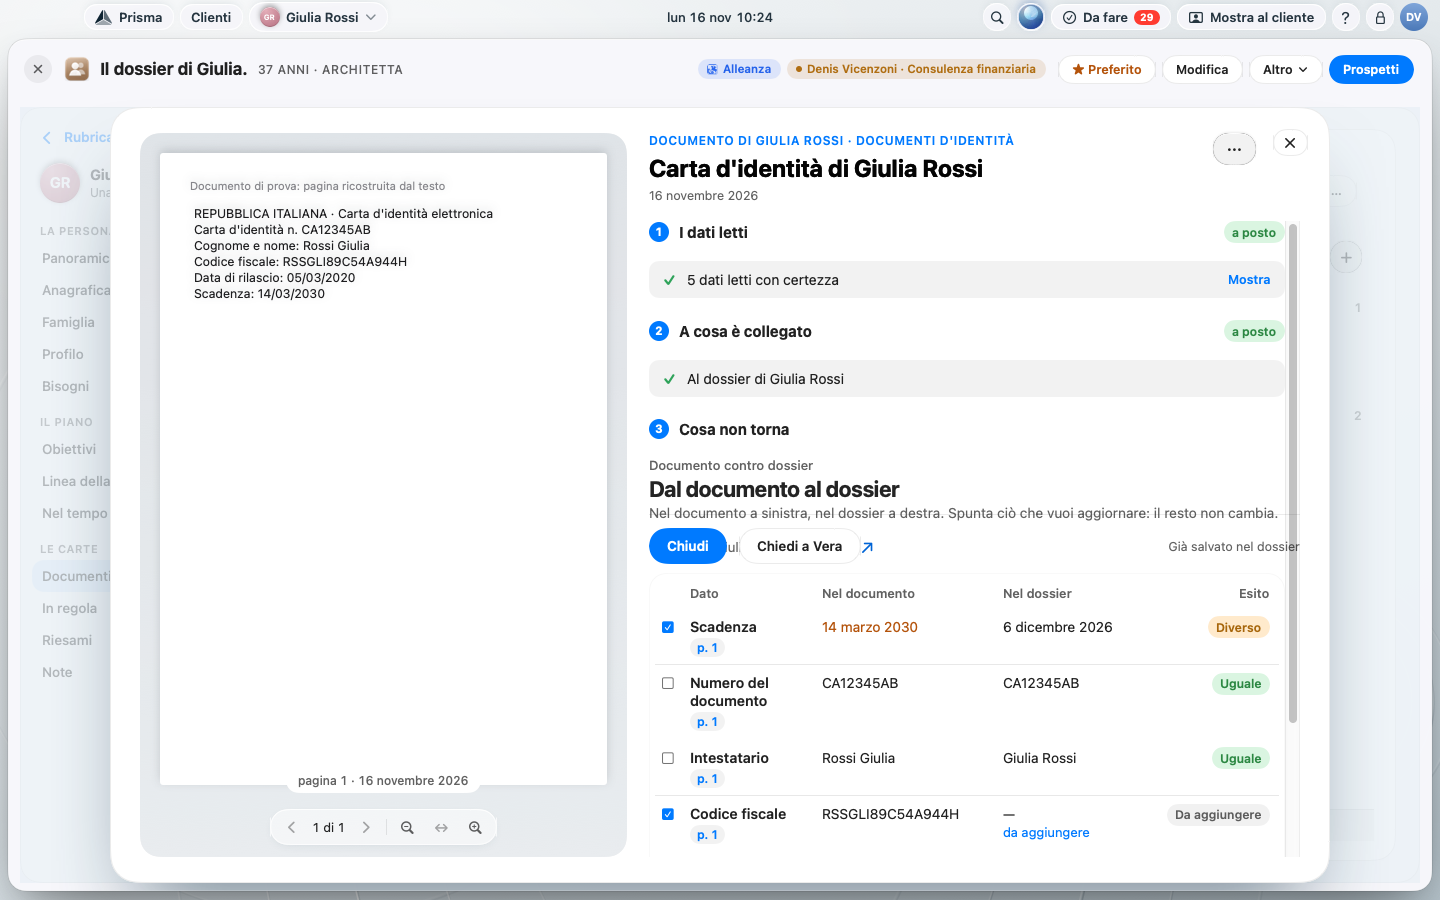 Prisma
Clienti
GR Giulia Rossi
lun 16 nov 10:24
Da fare 29
Mostra al cliente
?
DV
Il dossier di Giulia. 37 ANNI · ARCHITETTA
Alleanza
Denis Vicenzoni · Consulenza finanziaria
Preferito
Modifica
Altro
Prospetti
Rubrica
GR
LA PERSON
Panoramic
Anagrafica
Famiglia
Profilo
Bisogni
IL PIANO
Obiettivi
Linea della
Nel tempo
LE CARTE
Documenti
In regola
Riesami
Note
1
2
Documento di prova: pagina ricostruita dal testo
REPUBBLICA ITALIANA · Carta d'identità elettronica
Carta d'identità n. CA12345AB
Cognome e nome: Rossi Giulia
Codice fiscale: RSSGLI89C54A944H
Data di rilascio: 05/03/2020
Scadenza: 14/03/2030
pagina 1 · 16 novembre 2026
1 di 1
DOCUMENTO DI GIULIA ROSSI · DOCUMENTI D'IDENTITÀ
Carta d'identità di Giulia Rossi
16 novembre 2026
1 I dati letti a posto
5 dati letti con certezza Mostra
2 A cosa è collegato a posto
Al dossier di Giulia Rossi
3 Cosa non torna
Documento contro dossier
Dal documento al dossier
Nel documento a sinistra, nel dossier a destra. Spunta ciò che vuoi aggiornare: il resto non cambia.
Chiudi Chiedi a Vera Già salvato nel dossier
Dato Nel documento Nel dossier Esito
Scadenza 14 marzo 2030 6 dicembre 2026 Diverso
p. 1
Numero del CA12345AB CA12345AB Uguale
documento
p. 1
Intestatario Rossi Giulia Giulia Rossi Uguale
p. 1
Codice fiscale RSSGLI89C54A944H — Da aggiungere
p. 1 da aggiungere